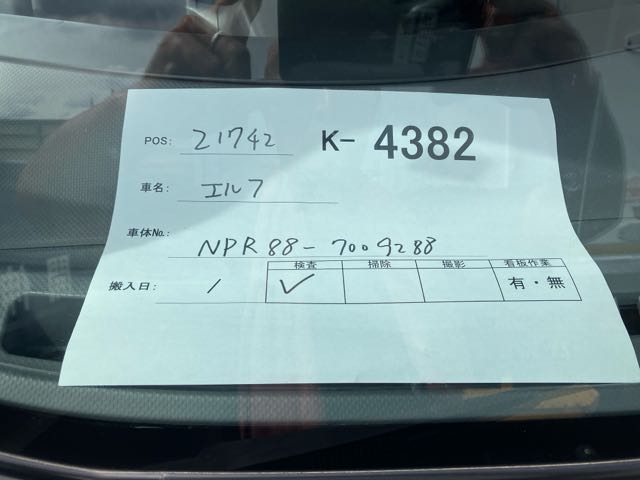 POS: 21742 K- 4382
車名: エルフ
車体No.: NPR88-7009288
検査 掃除 撮影 看板作業
搬入日: / ✓ 有・無